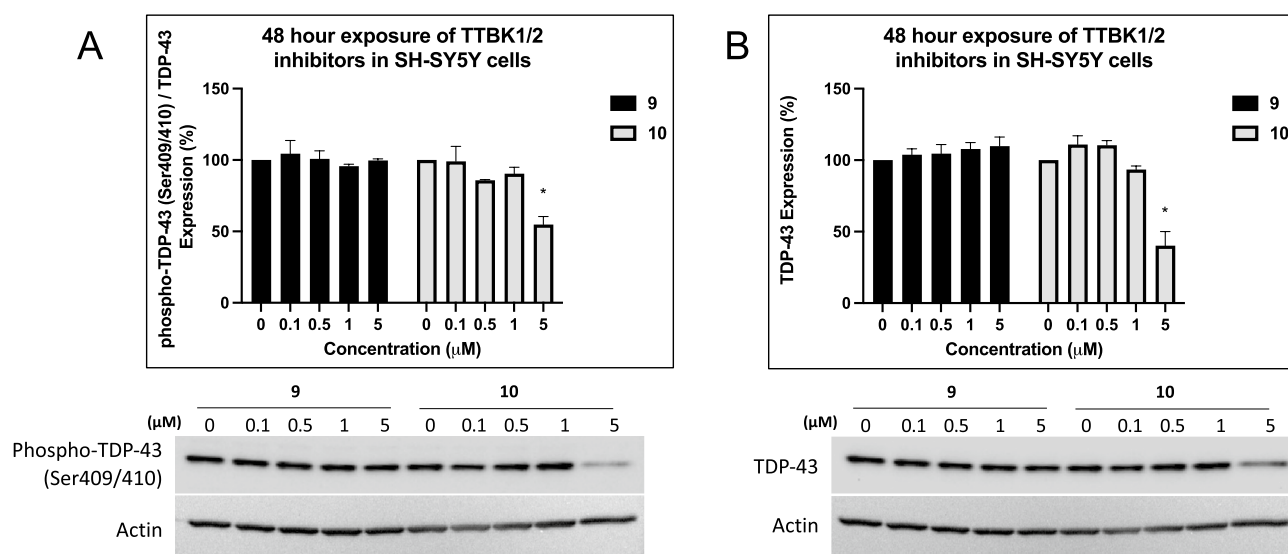 A
48 hour exposure of TTBK1/2
inhibitors in SH-SY5Y cells
phospho-TDP-43 (Ser409/410) / TDP-43
Expression (%)
150
100
50
0
*
0 0.1 0.5 1 5 0 0.1 0.5 1 5
Concentration (μM)
9
10
B
48 hour exposure of TTBK1/2
inhibitors in SH-SY5Y cells
TDP-43 Expression (%)
150
100
50
0
*
0 0.1 0.5 1 5 0 0.1 0.5 1 5
Concentration (μM)
9
10
9 10
(μM) 0 0.1 0.5 1 5 0 0.1 0.5 1 5
Phospho-TDP-43
(Ser409/410)
Actin
9 10
(μM) 0 0.1 0.5 1 5 0 0.1 0.5 1 5
TDP-43
Actin